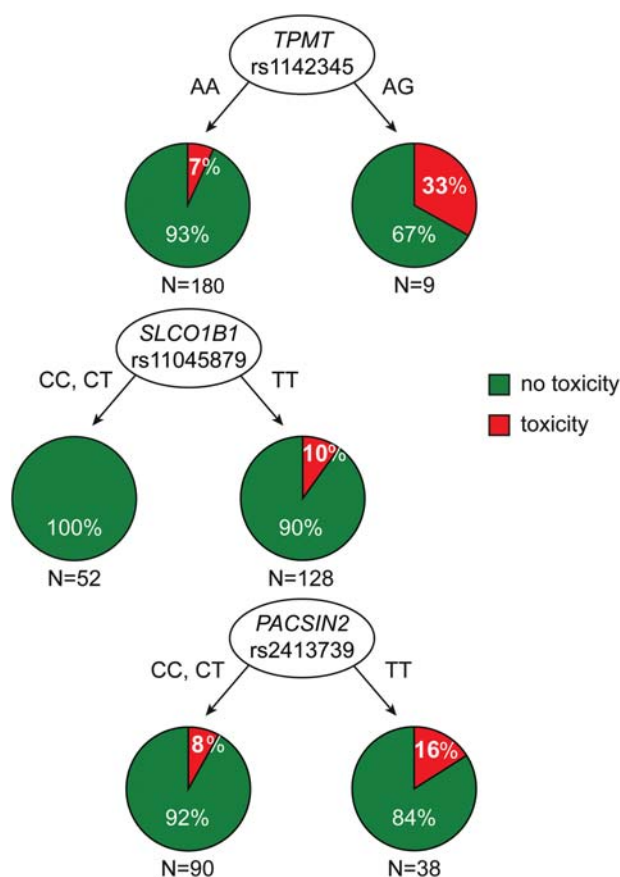 TPMT
rs1142345
AA
AG
7%
93%
33%
67%
N=180
N=9
SLCO1B1
rs11045879
CC, CT
TT
no toxicity
toxicity
100%
10%
90%
N=52
N=128
PACSIN2
rs2413739
CC, CT
TT
8%
92%
16%
84%
N=90
N=38